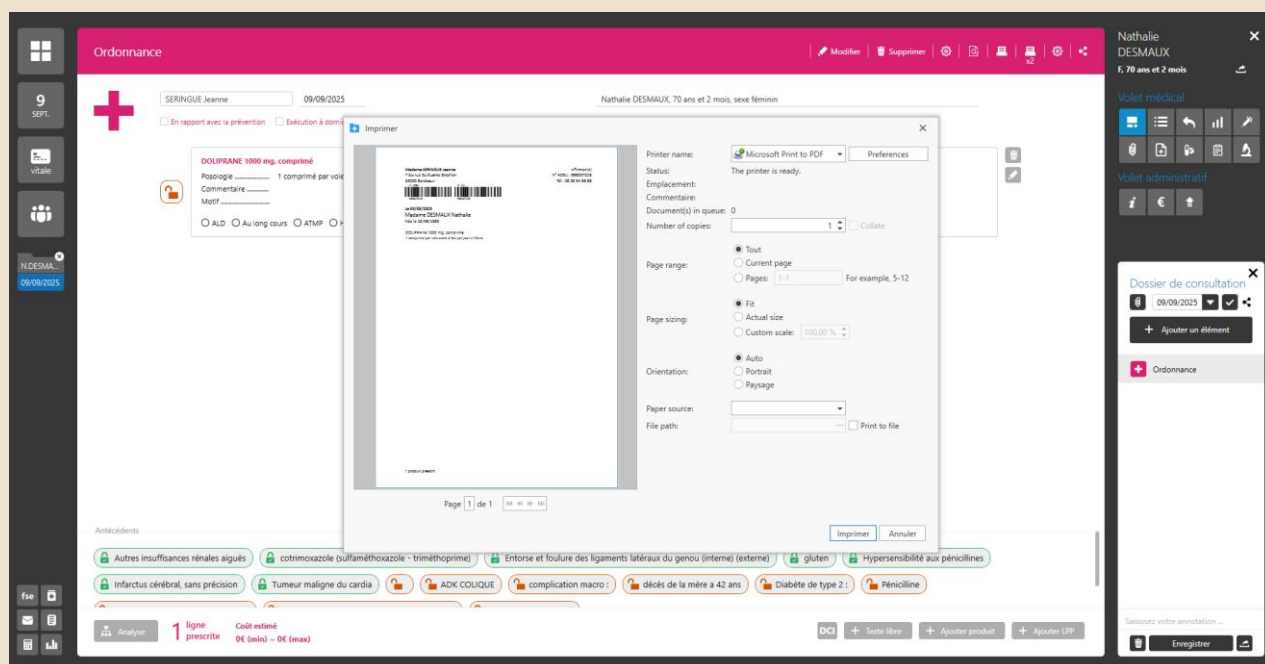 Ordonnance
Modifier
Supprimer
x2
9
SEPT.
vitale
N.DESMA...
09/09/2025
fse
SERINGUE Jeanne
09/09/2025
Nathalie DESMAUX, 70 ans et 2 mois, sexe féminin
En rapport avec la prévention
Exécution à domi
DOLIPRANE 1000 mg, comprimé
Posologie .................. 1 comprimé par voie
Commentaire ............
Motif ......................
ALD
Au long cours
ATMP
Imprimer
Madame SERINGUE Jeanne
Le 09/09/2025
Madame DESMAUX Nathalie
DOLIPRANE 1000 mg, comprimé
Page 1 de 1
Printer name:
Microsoft Print to PDF
Preferences
Status:
The printer is ready.
Emplacement:
Commentaire:
Document(s) in queue: 0
Number of copies:
1
Collate
Page range:
Tout
Current page
Pages:
1-1
For example, 5-12
Page sizing:
Fit
Actual size
Custom scale:
100,00 %
Orientation:
Auto
Portrait
Paysage
Paper source:
File path:
Print to file
Imprimer
Annuler
Antécédents
Autres insuffisances rénales aiguës
cotrimoxazole (sulfaméthoxazole - triméthoprime)
Entorse et foulure des ligaments latéraux du genou (interne) (externe)
gluten
Hypersensibilité aux pénicillines
Infarctus cérébral, sans précision
Tumeur maligne du cardia
ADK COLIQUE
complication macro :
décès de la mère a 42 ans
Diabète de type 2 :
Pénicilline
Analyse
1 ligne prescrite
Coût estimé
0€ (min) – 0€ (max)
DCI
Texte libre
Ajouter produit
Ajouter LPP
Nathalie
DESMAUX
F, 70 ans et 2 mois
Volet médical
Volet administratif
Dossier de consultation
09/09/2025
Ajouter un élément
Ordonnance
Saisissez votre annotation ...
Enregistrer